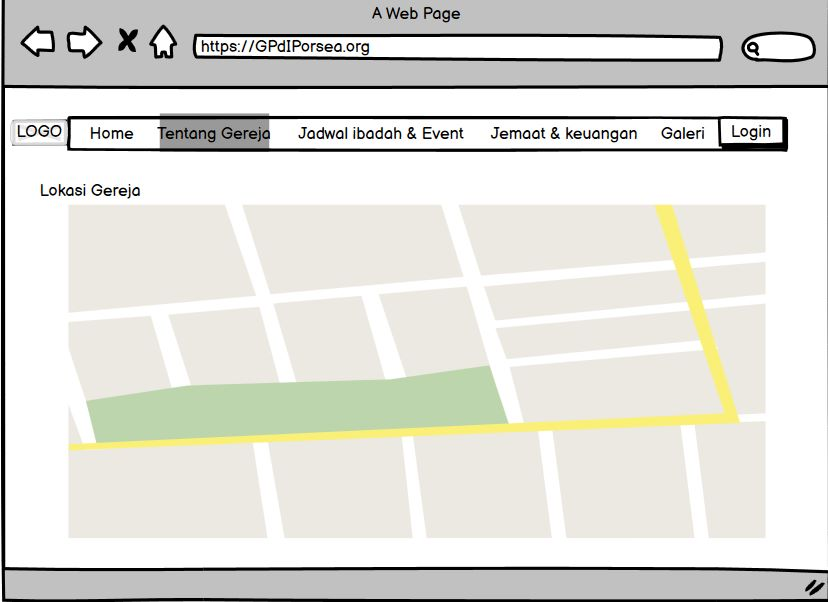 A Web Page
https://GPdIPorsea.org
LOGO Home Tentang Gereja Jadwal ibadah & Event Jemaat & keuangan Galeri Login
Lokasi Gereja